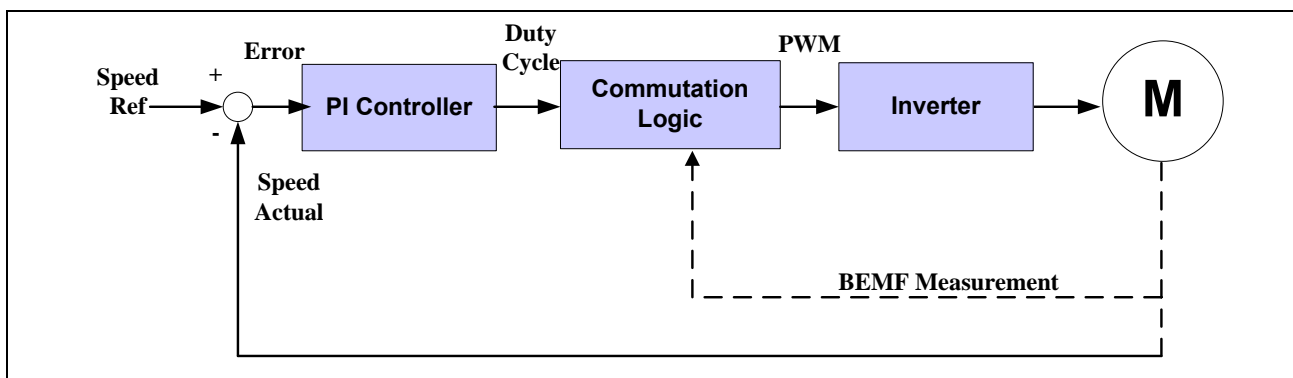 Speed
Ref
+
-
Error
PI Controller
Duty
Cycle
Commutation
Logic
PWM
Inverter
M
Speed
Actual
BEMF Measurement